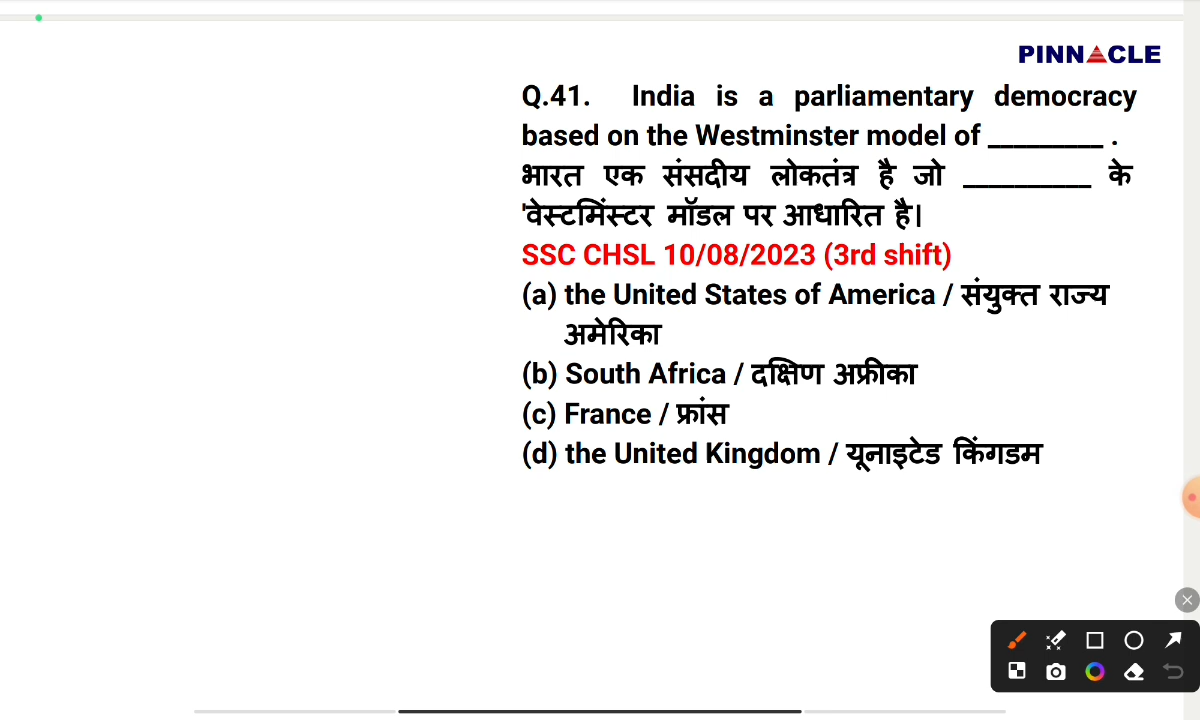 PINNACLE
Q.41. India is a parliamentary democracy
based on the Westminster model of _________ .
भारत एक संसदीय लोकतंत्र है जो __________ के
'वेस्टमिंस्टर मॉडल पर आधारित है।
SSC CHSL 10/08/2023 (3rd shift)
(a) the United States of America / संयुक्त राज्य
अमेरिका
(b) South Africa / दक्षिण अफ्रीका
(c) France / फ्रांस
(d) the United Kingdom / यूनाइटेड किंगडम